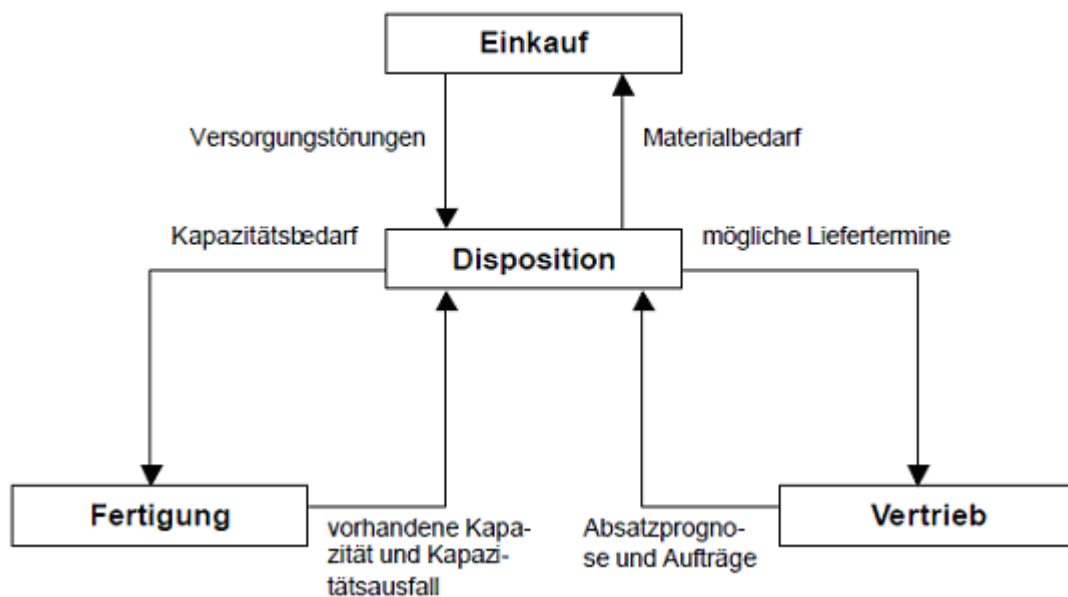 Einkauf
Versorgungstörungen
Materialbedarf
Kapazitätsbedarf
mögliche Liefertermine
Disposition
Fertigung
vorhandene Kapa-
zität und Kapazi-
tätsausfall
Absatzprogno-
se und Aufträge
Vertrieb